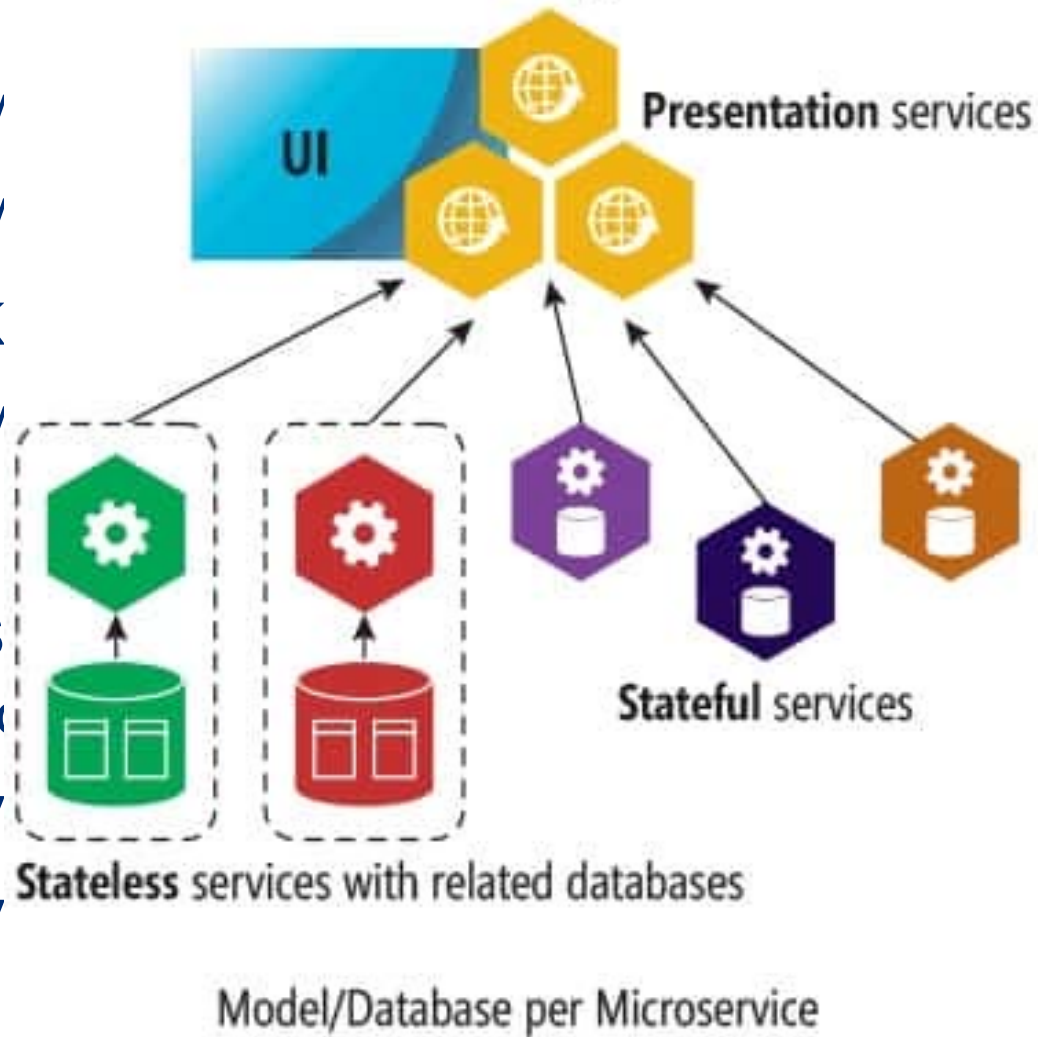 UI
Presentation services
Stateful services
Stateless services with related databases
Model/Database per Microservice